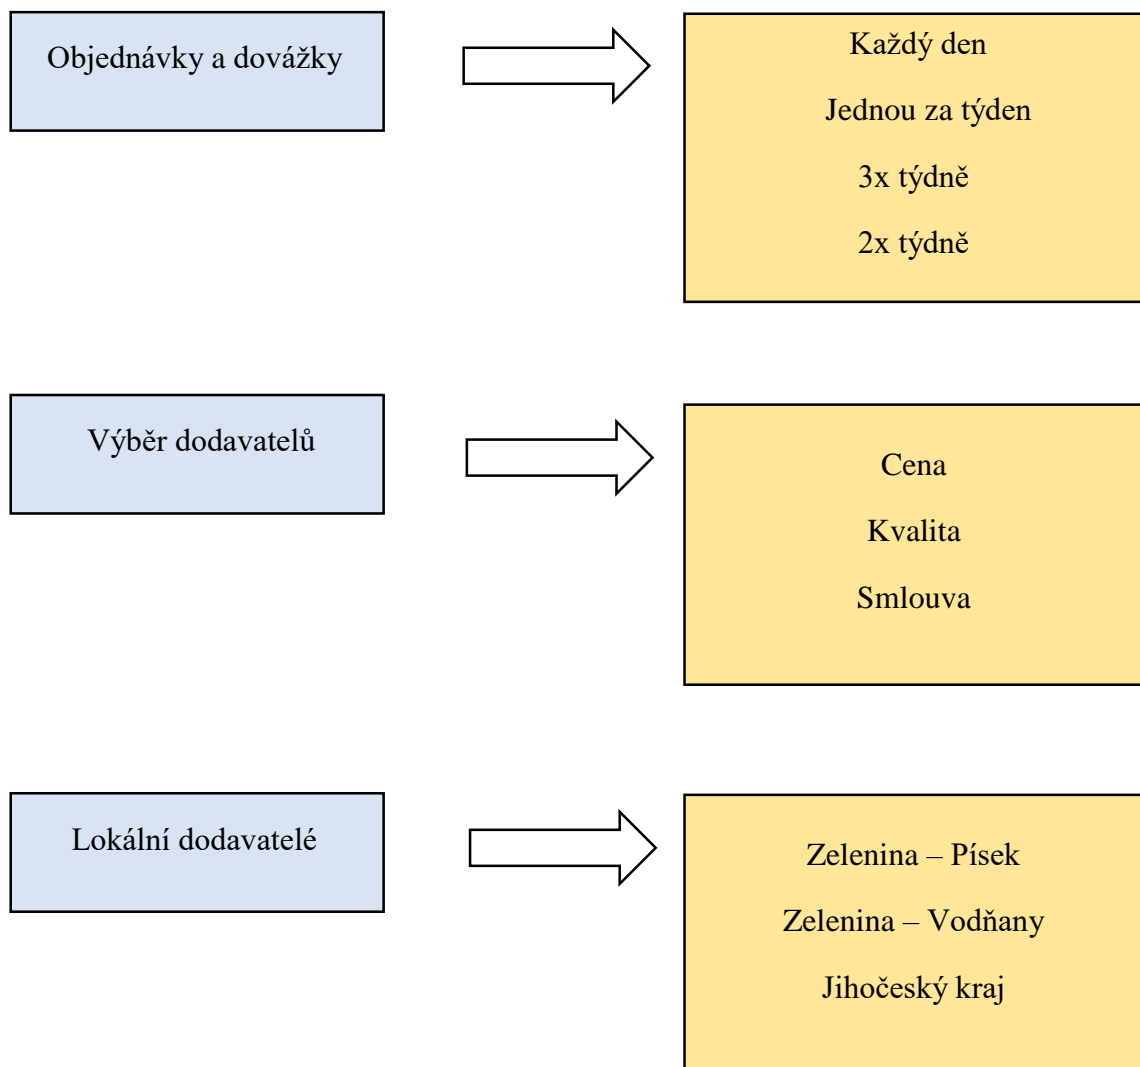 Objednávky a dovážky
Každý den
Jednou za týden
3x týdně
2x týdně
Výběr dodavatelů
Cena
Kvalita
Smlouva
Lokální dodavatelé
Zelenina – Písek
Zelenina – Vodňany
Jihočeský kraj